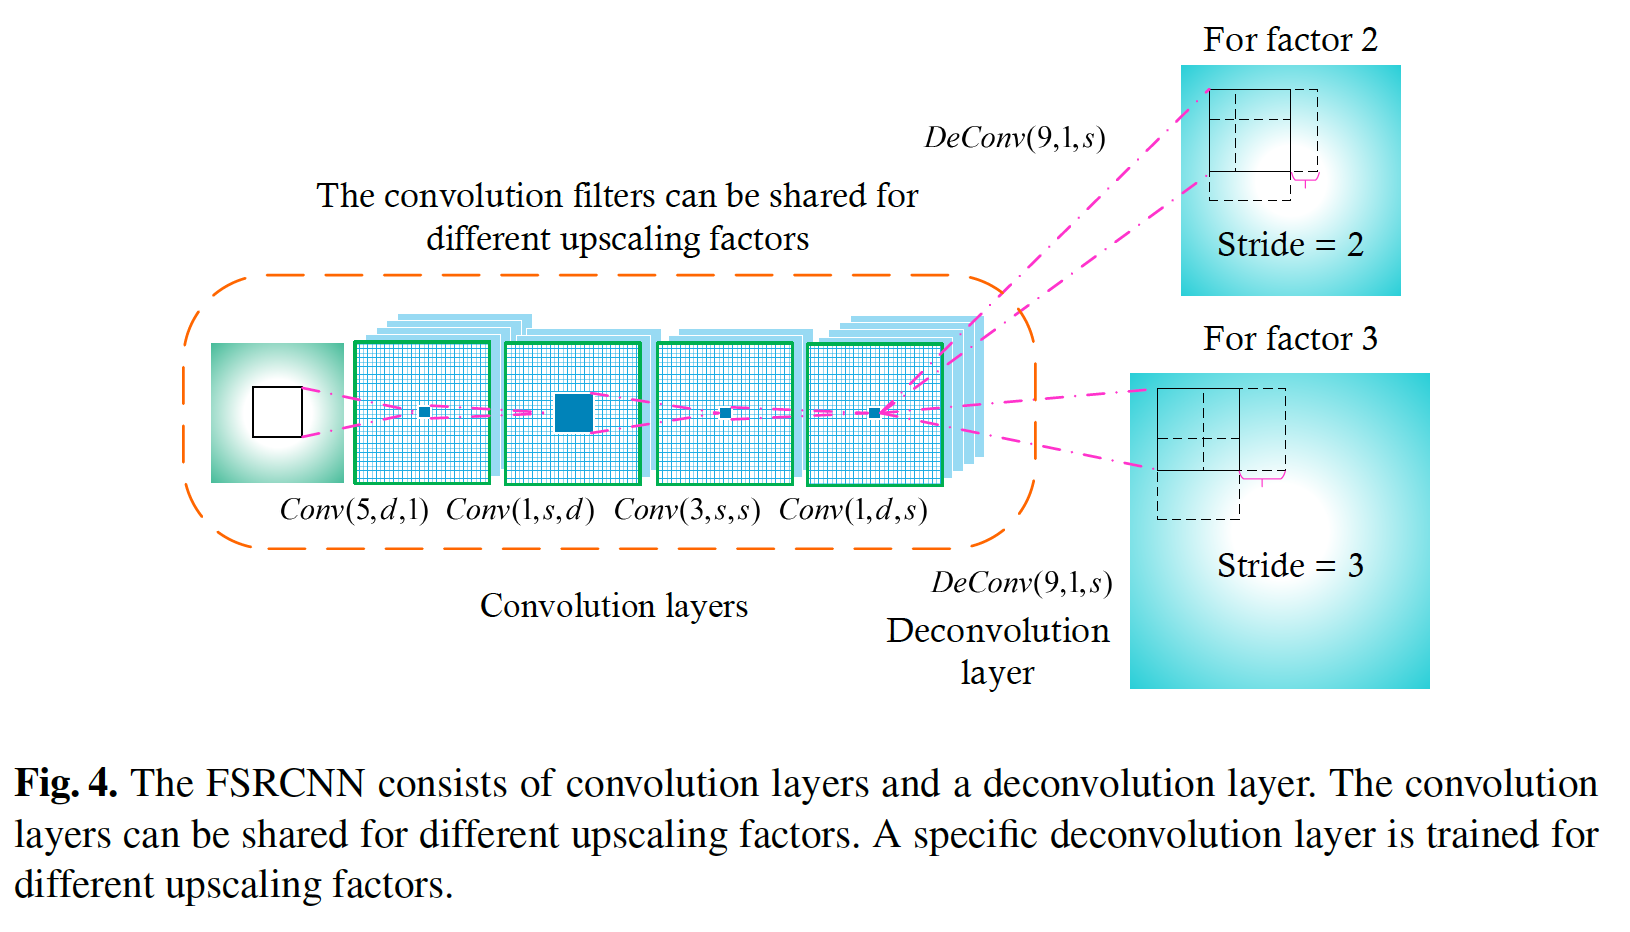 For factor 2
DeConv(9,1,s)
The convolution filters can be shared for
different upscaling factors
Stride = 2
For factor 3
Conv(5,d,1) Conv(1,s,d) Conv(3,s,s) Conv(1,d,s)
Stride = 3
DeConv(9,1,s)
Convolution layers
Deconvolution
layer
Fig. 4. The FSRCNN consists of convolution layers and a deconvolution layer. The convolution
layers can be shared for different upscaling factors. A specific deconvolution layer is trained for
different upscaling factors.